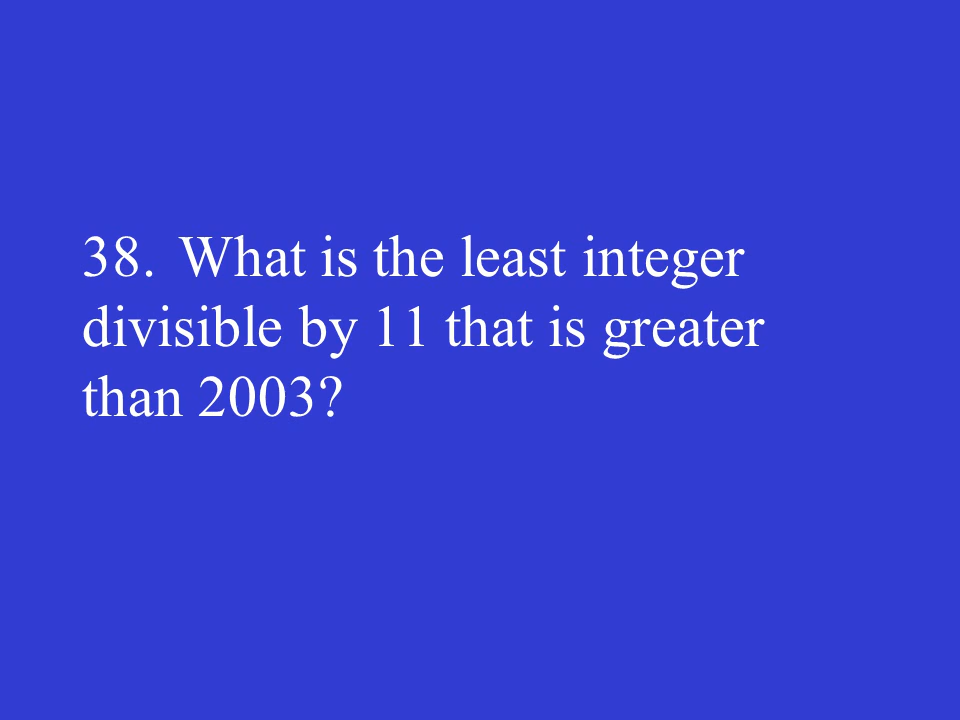 38. What is the least integer
divisible by 11 that is greater
than 2003?